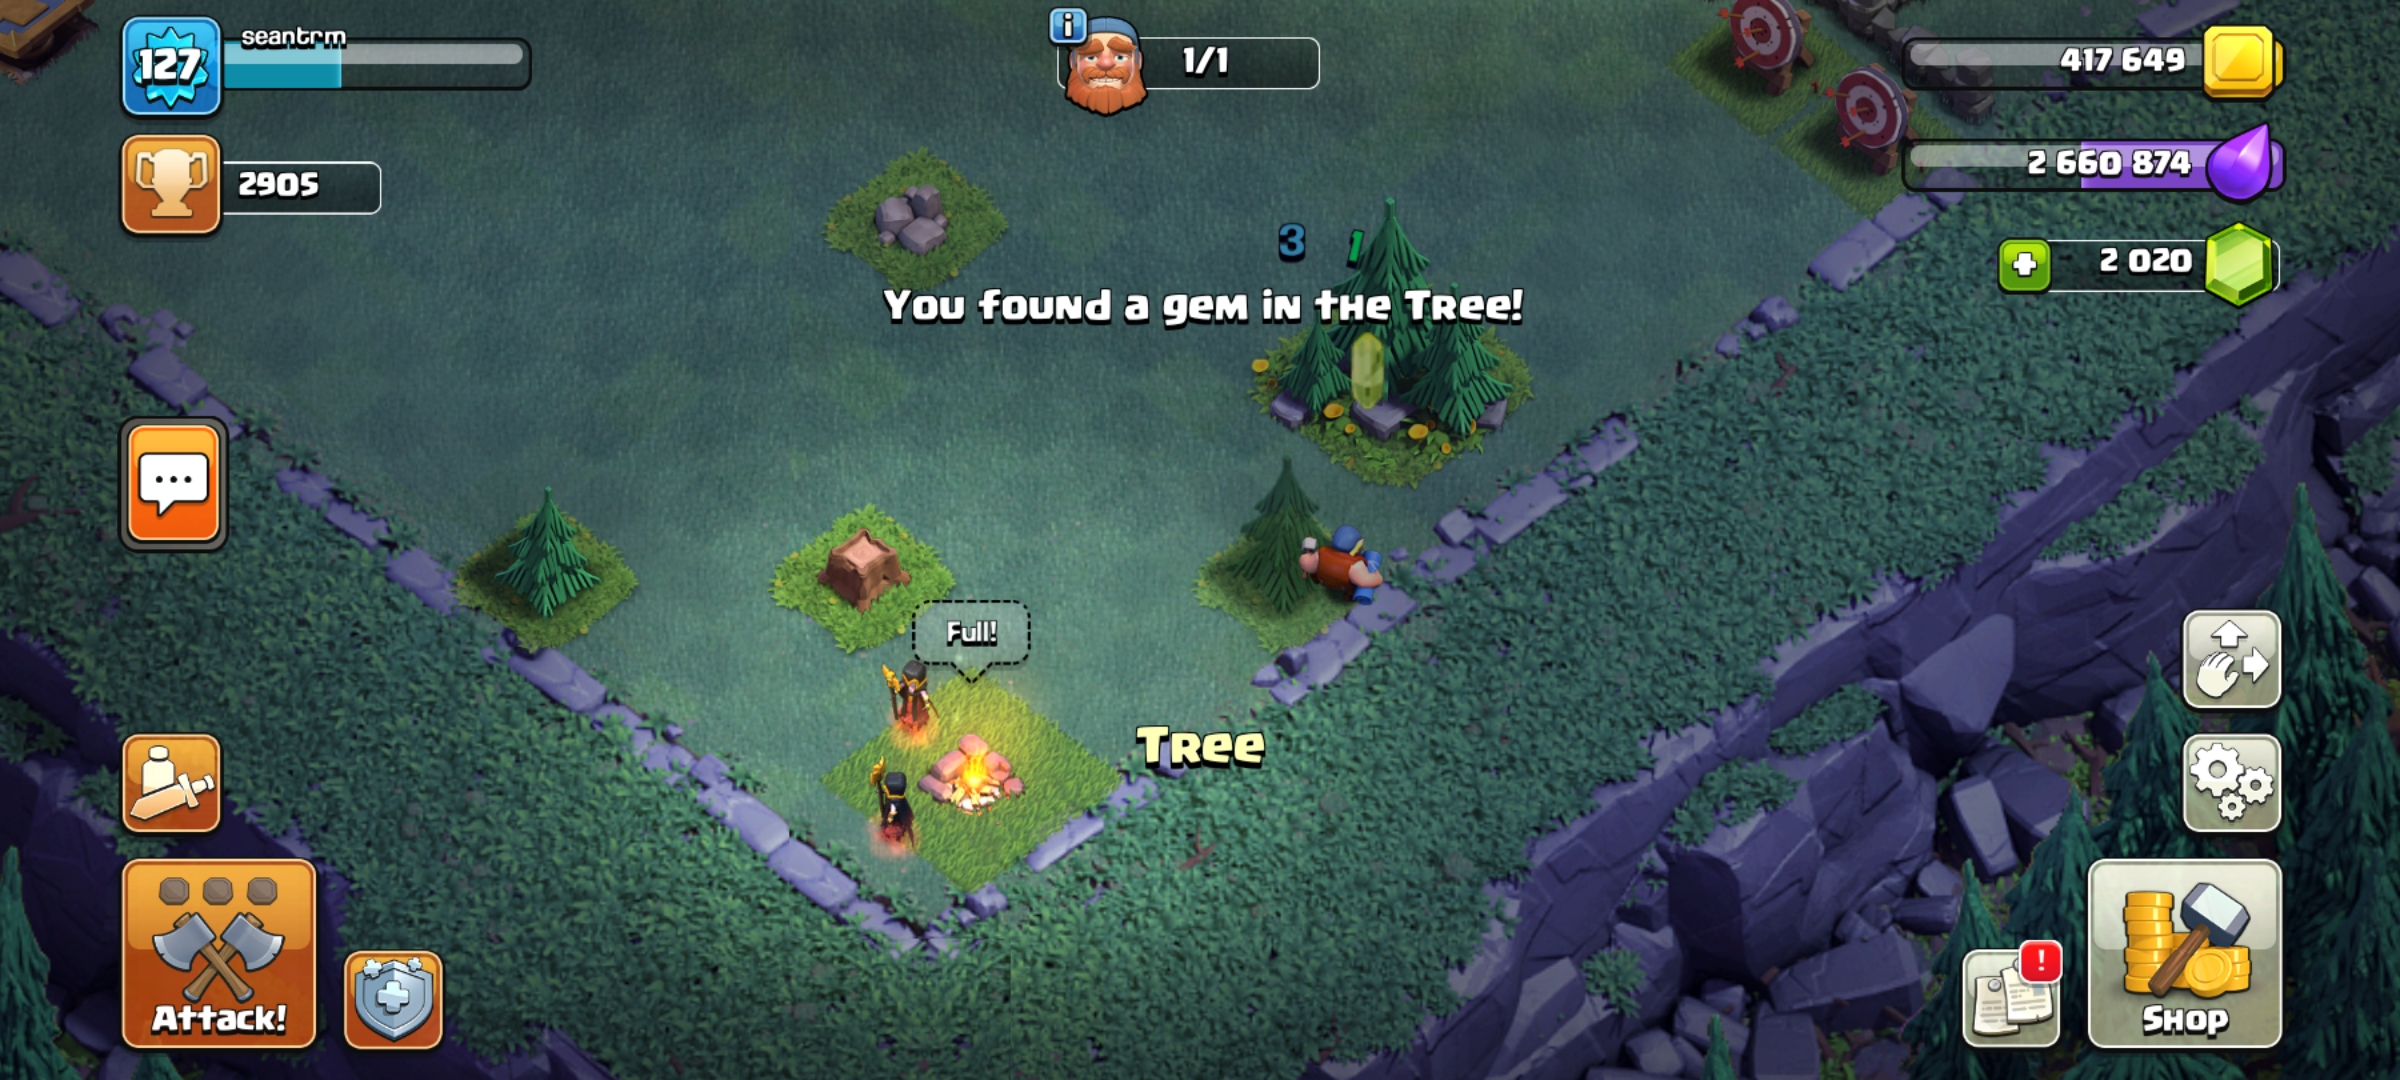 127
seantrm
1/1
417 649
2905
2 660 874
3 1
2 020
You found a gem in the Tree!
Full!
Tree
Attack!
!
Shop